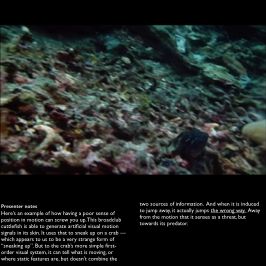 Presenter notes
Here's an example of how having a poor sense of
position in motion can screw you up. This broadclub
cuttlefish is able to generate artificial visual motion
signals in its skin. It uses that to sneak up on a crab —
which appears to us to be a very strange form of
"sneaking up". But to the crab's more simple first-
order visual system, it can tell what is moving, or
where static features are, but doesn't combine the
two sources of information. And when it is induced
to jump away, it actually jumps the wrong way. Away
from the motion that it senses as a threat, but
towards its predator.